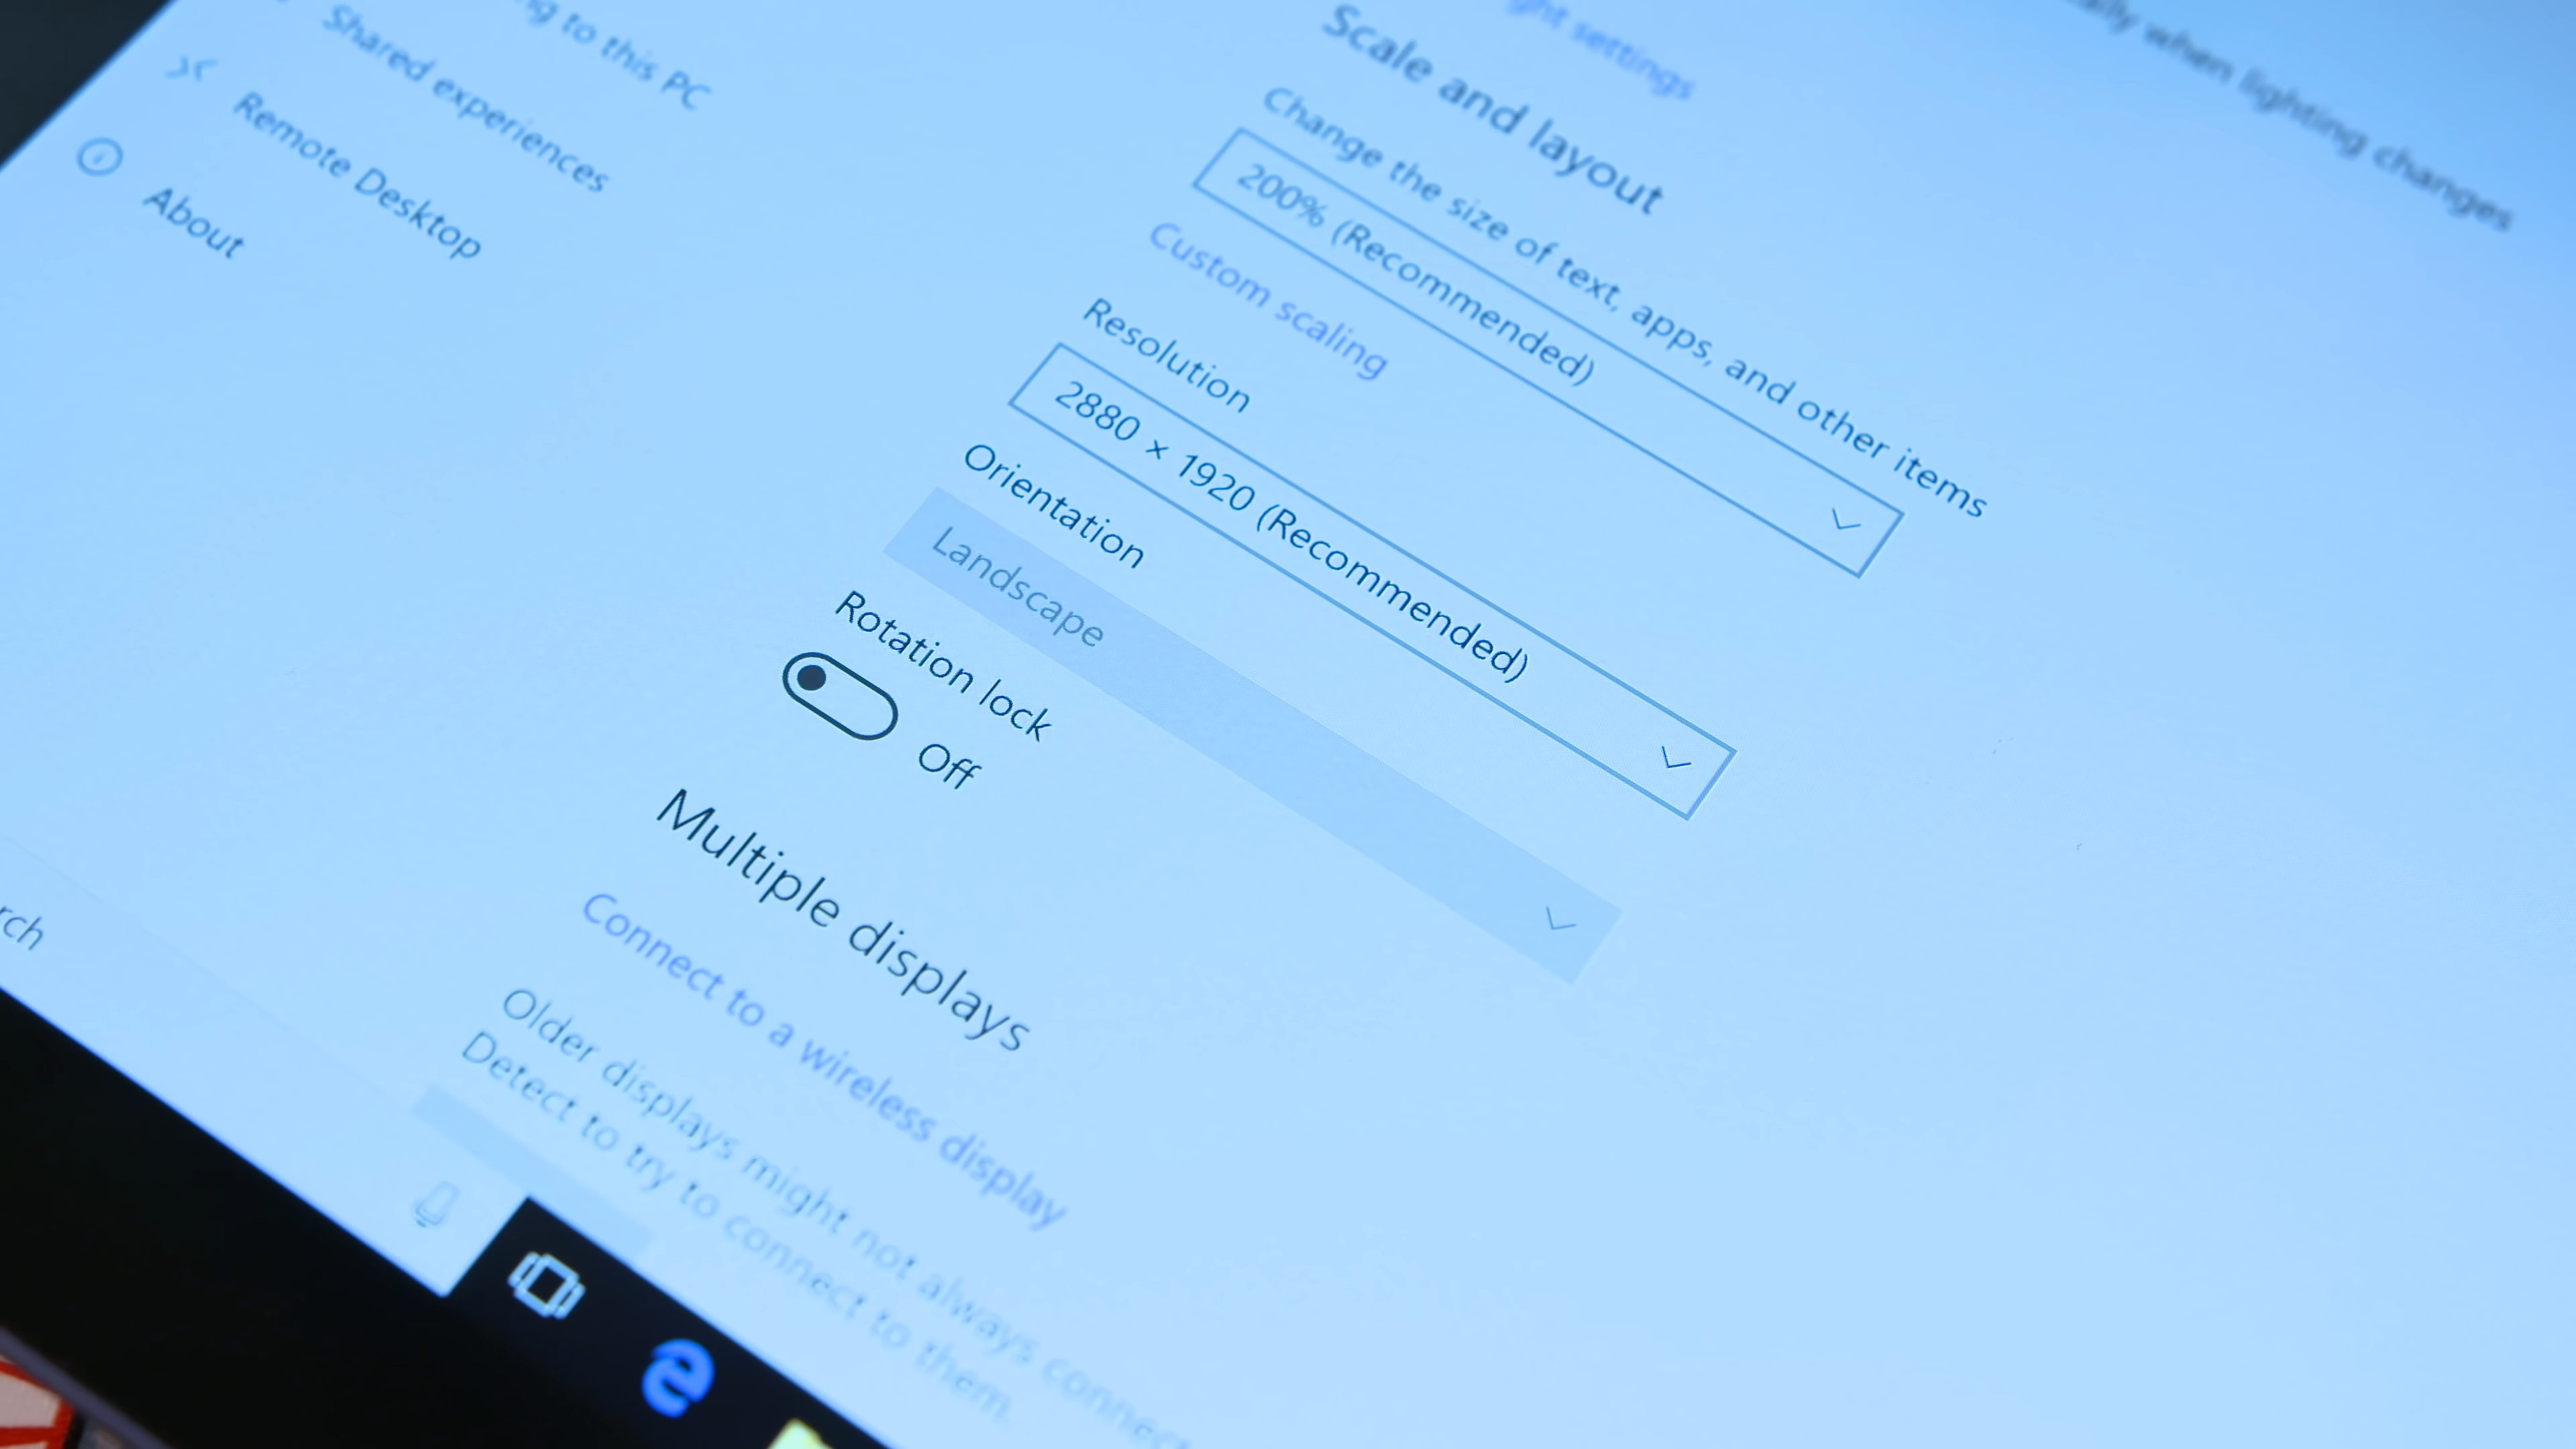 ng to this PC
Shared experiences
Remote Desktop
About
rch
ally when lighting changes
ght settings
Scale and layout
Change the size of text, apps, and other items
200% (Recommended)
Custom scaling
Resolution
2880 × 1920 (Recommended)
Orientation
Landscape
Rotation lock
Off
Multiple displays
Connect to a wireless display
Older displays might not always connect
Detect to try to connect to them.